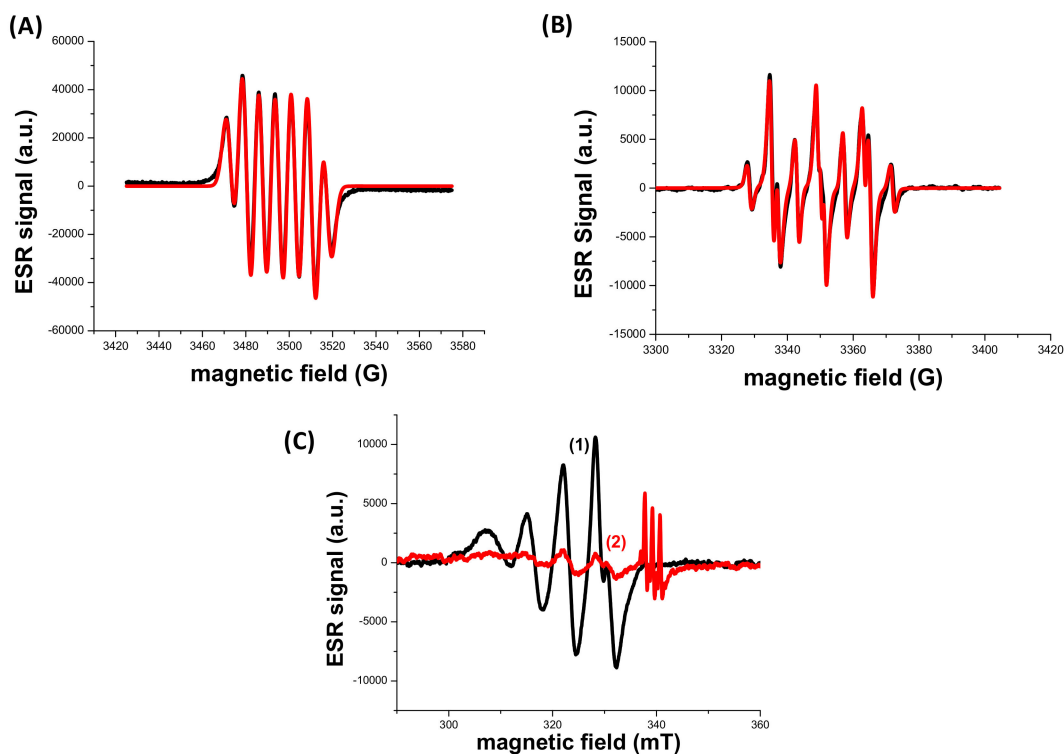 (A)
ESR signal (a.u.)
60000
40000
20000
0
-20000
-40000
-60000
3420 3440 3460 3480 3500 3520 3540 3560 3580
magnetic field (G)
(B)
ESR Signal (a.u.)
15000
10000
5000
0
-5000
-10000
-15000
3300 3320 3340 3360 3380 3400 3420
magnetic field (G)
(C)
ESR signal (a.u.)
10000
5000
0
-5000
-10000
(1)
(2)
300 320 340 360
magnetic field (mT)